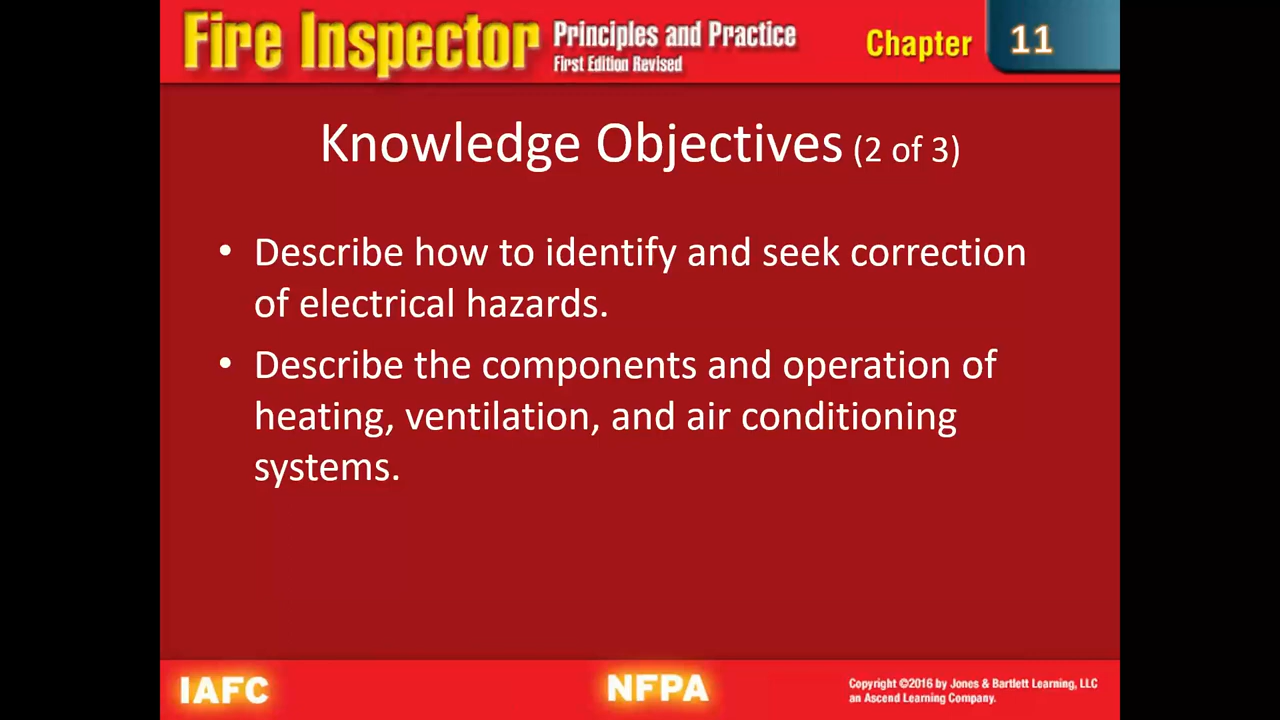 Fire Inspector Principles and Practice
First Edition Revised
Chapter 11
Knowledge Objectives (2 of 3)
• Describe how to identify and seek correction
of electrical hazards.
• Describe the components and operation of
heating, ventilation, and air conditioning
systems.
IAFC
NFPA
Copyright ©2016 by Jones & Bartlett Learning, LLC
an Ascend Learning Company.